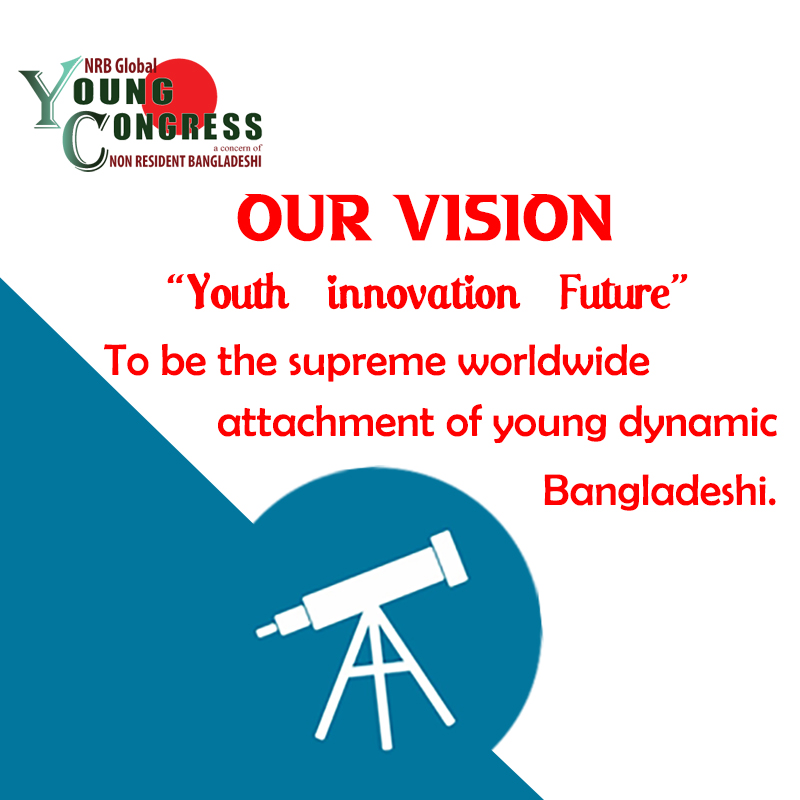 NRB Global
YOUNG
CONGRESS
a concern of
NON RESIDENT BANGLADESHI
OUR VISION
“Youth innovation Future”
To be the supreme worldwide
attachment of young dynamic
Bangladeshi.